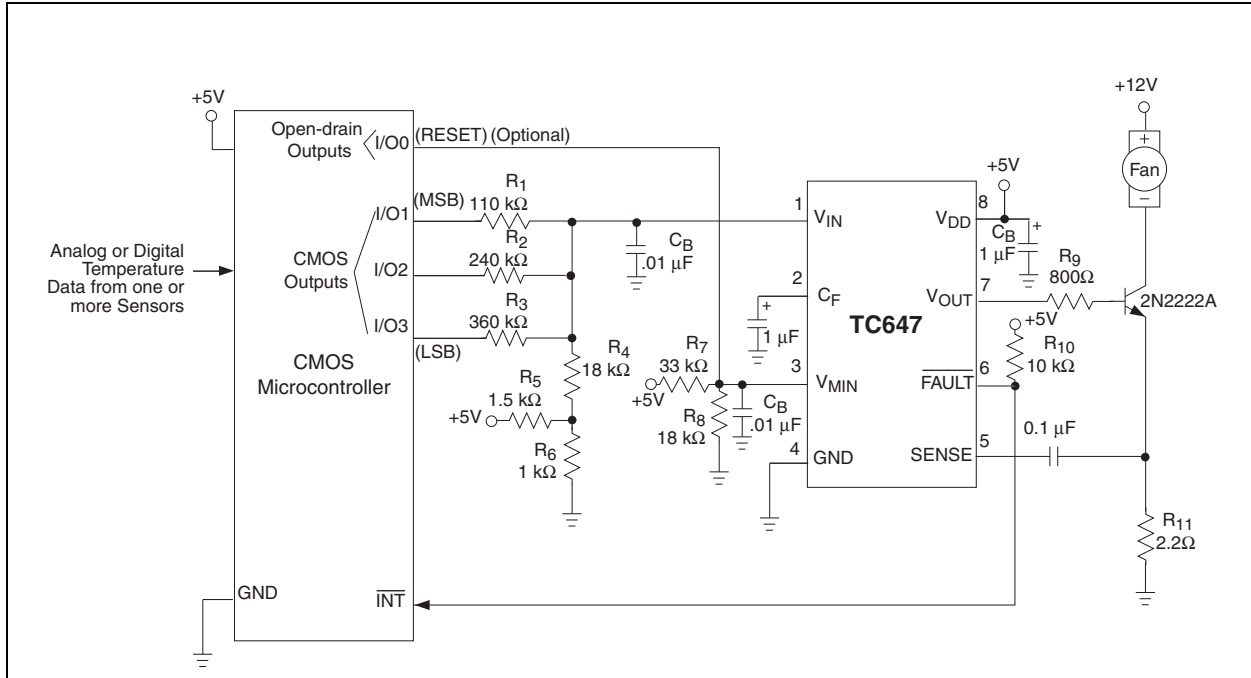 +5V
Open-drain
Outputs
I/O0
(RESET) (Optional)
I/O1
(MSB)
R1
110 kΩ
CMOS
Outputs
I/O2
R2
240 kΩ
I/O3
R3
360 kΩ
(LSB)
Analog or Digital
Temperature
Data from one or
more Sensors
CMOS
Microcontroller
GND
INT
R4
18 kΩ
R5
1.5 kΩ
+5V
R6
1 kΩ
CB
.01 µF
1 µF
+
R7
33 kΩ
+5V
R8
18 kΩ
CB
.01 µF
TC647
1
VIN
2
CF
3
VMIN
4
GND
8
VDD
7
VOUT
6
FAULT
5
SENSE
+5V
CB
1 µF
+
R9
800Ω
+5V
R10
10 kΩ
0.1 µF
+12V
+
Fan
–
2N2222A
R11
2.2Ω